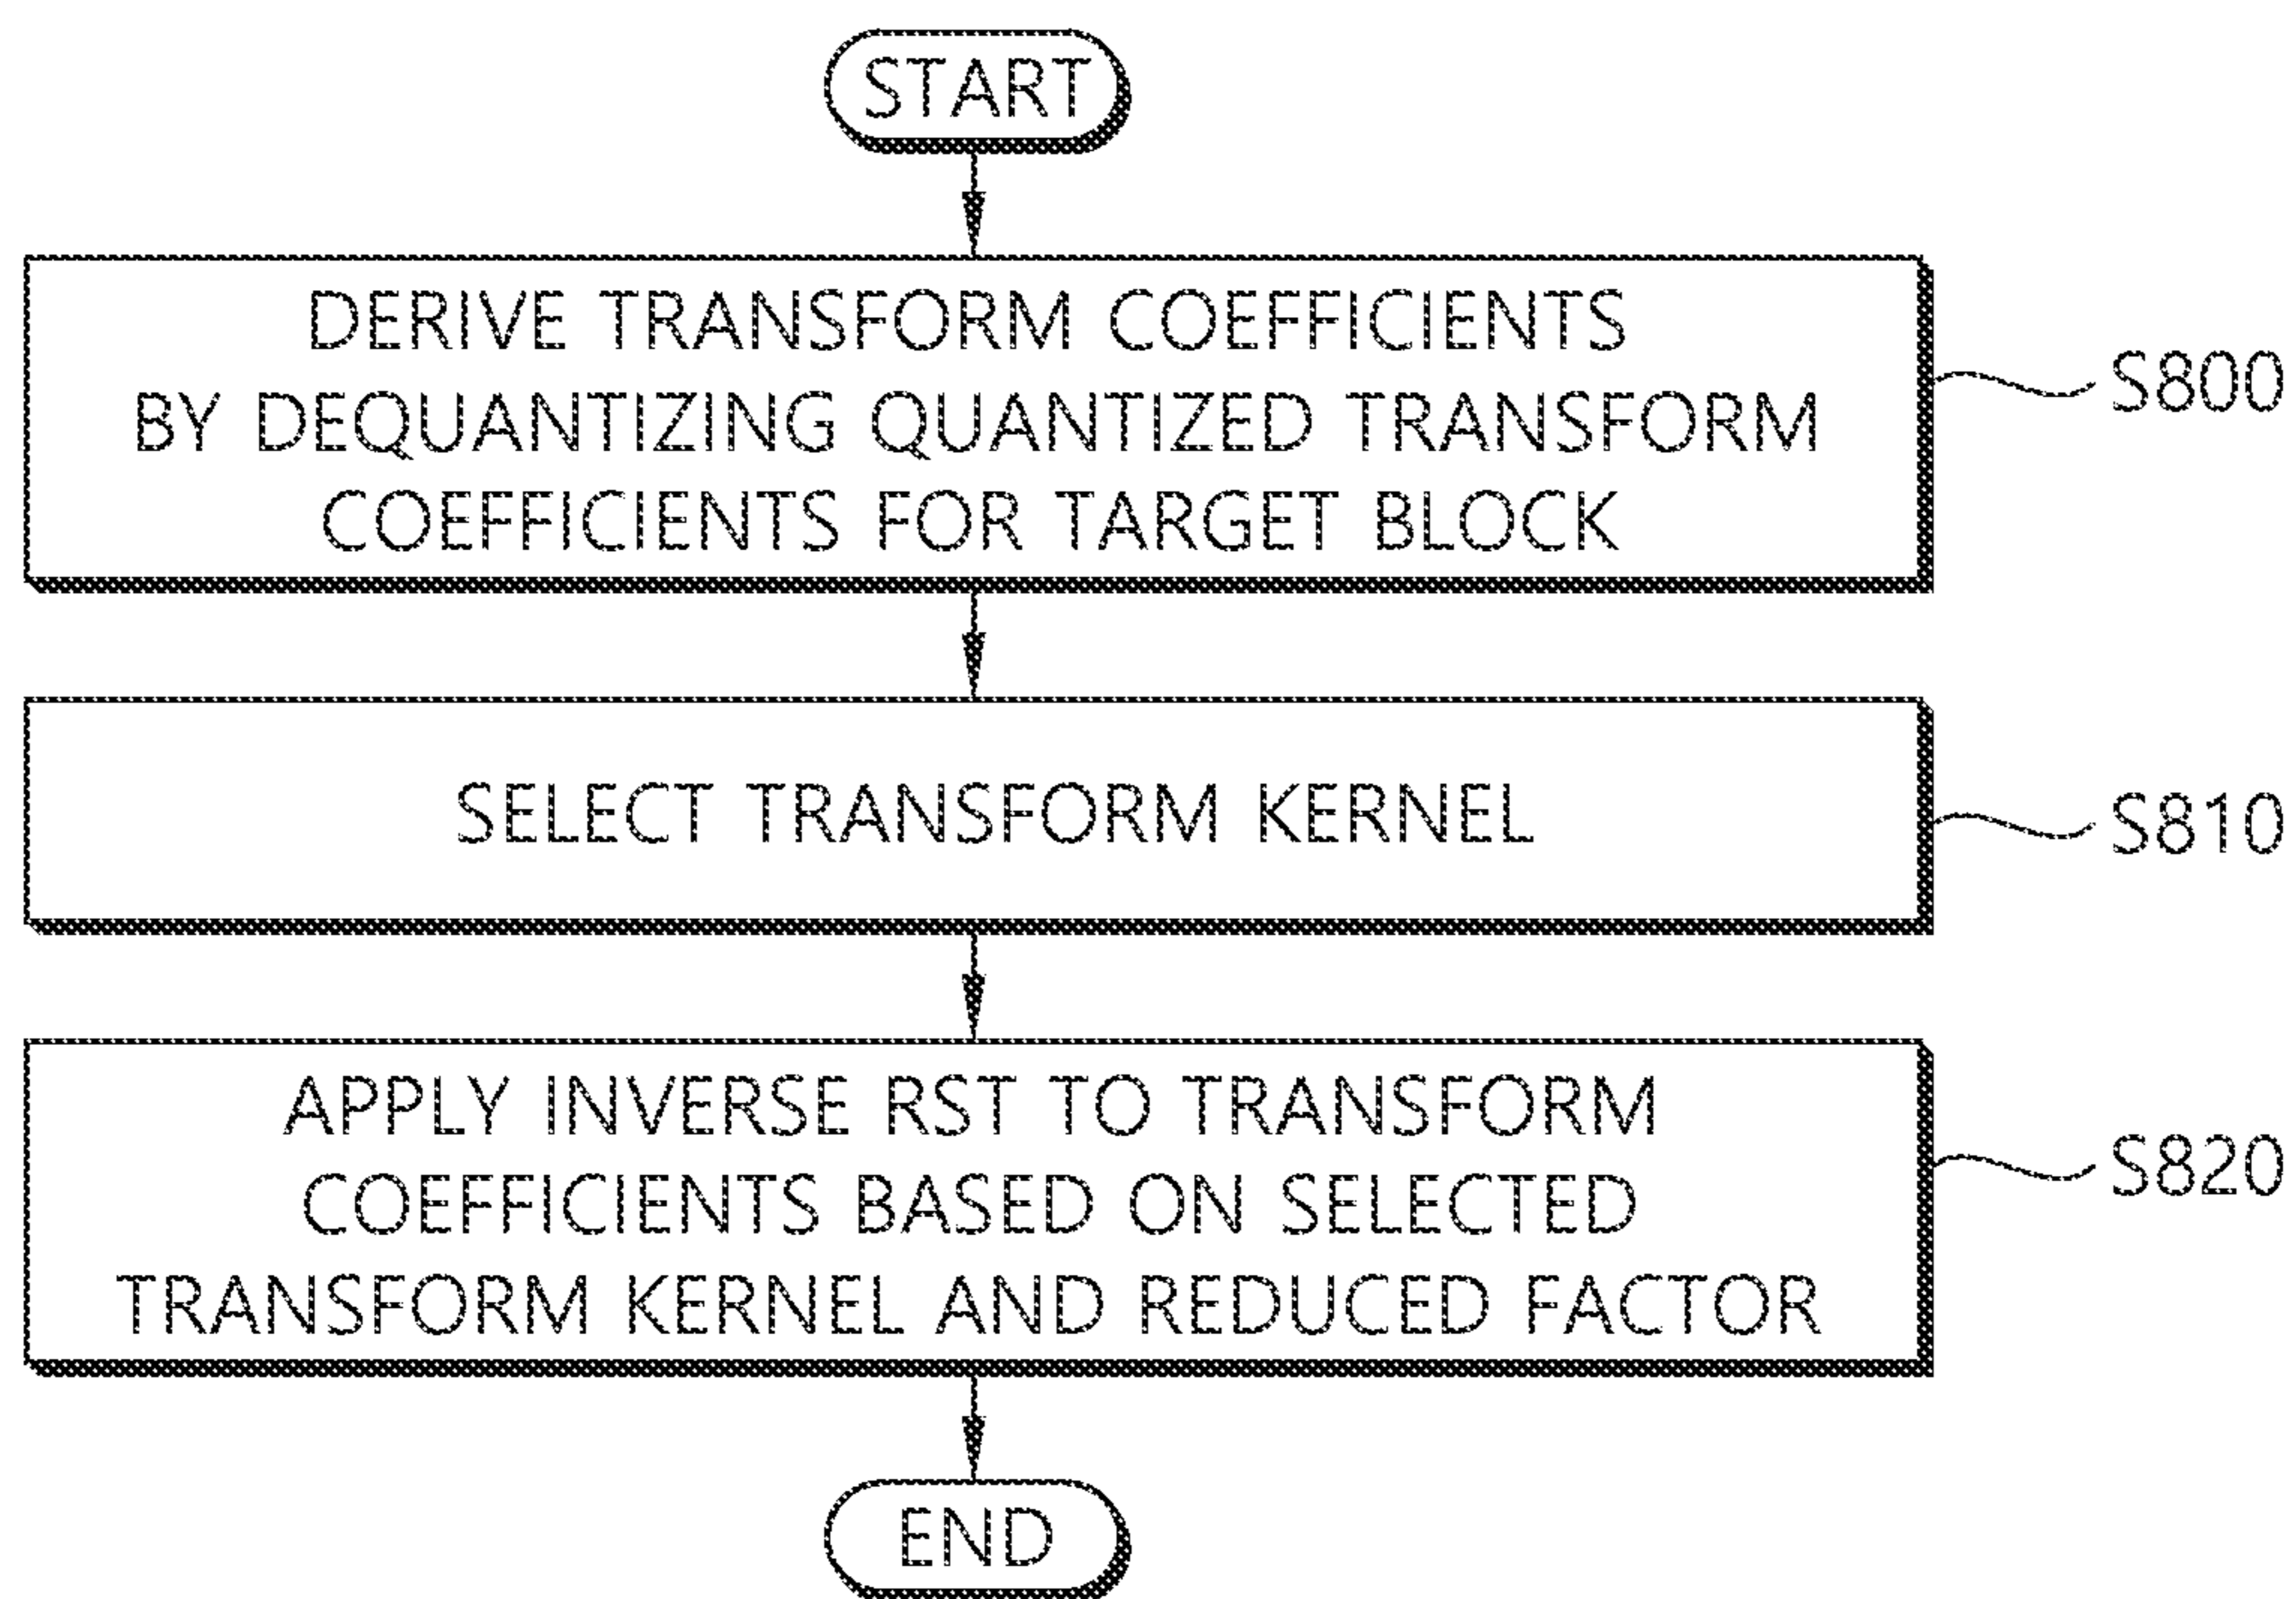 START
DERIVE TRANSFORM COEFFICIENTS
BY DEQUANTIZING QUANTIZED TRANSFORM
COEFFICIENTS FOR TARGET BLOCK
S800
SELECT TRANSFORM KERNEL
S810
APPLY INVERSE RST TO TRANSFORM
COEFFICIENTS BASED ON SELECTED
TRANSFORM KERNEL AND REDUCED FACTOR
S820
END